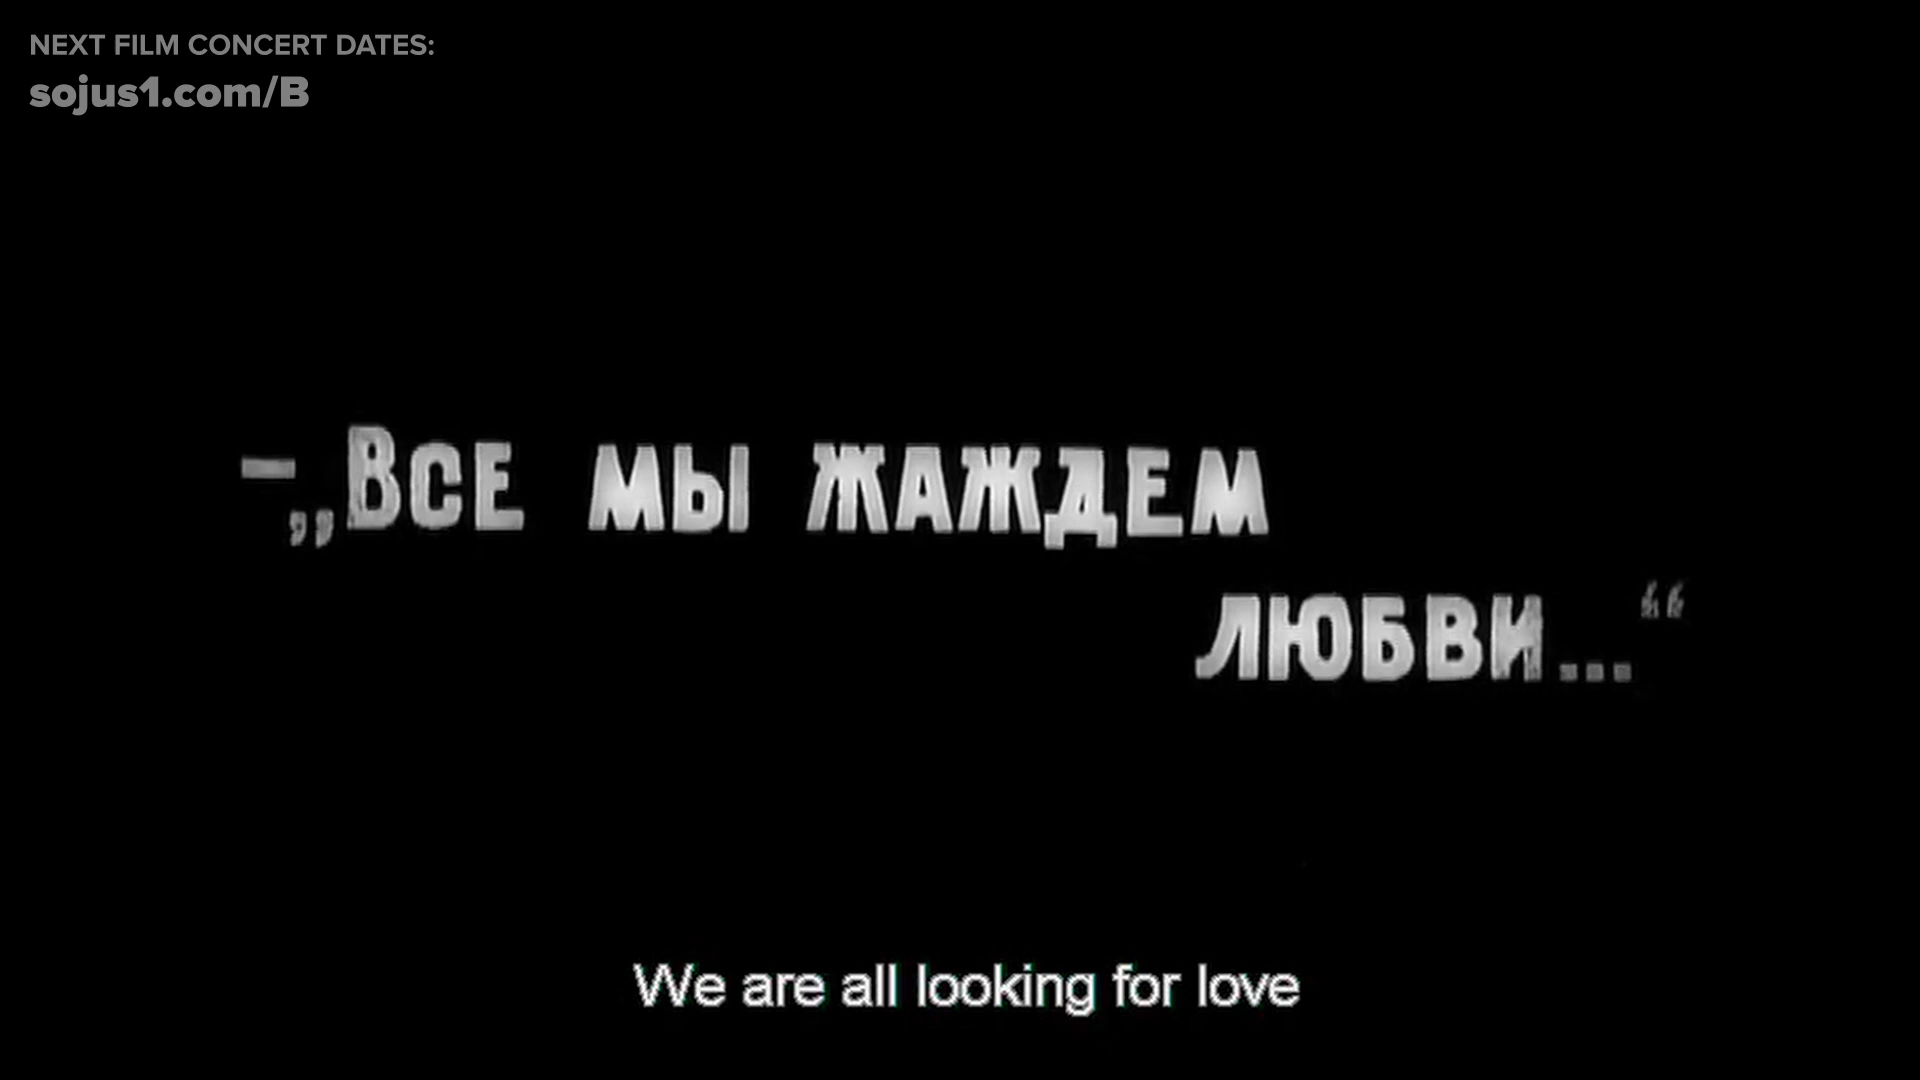 NEXT FILM CONCERT DATES:
sojus1.com/B
–„Все мы жаждем
любви...“
We are all looking for love